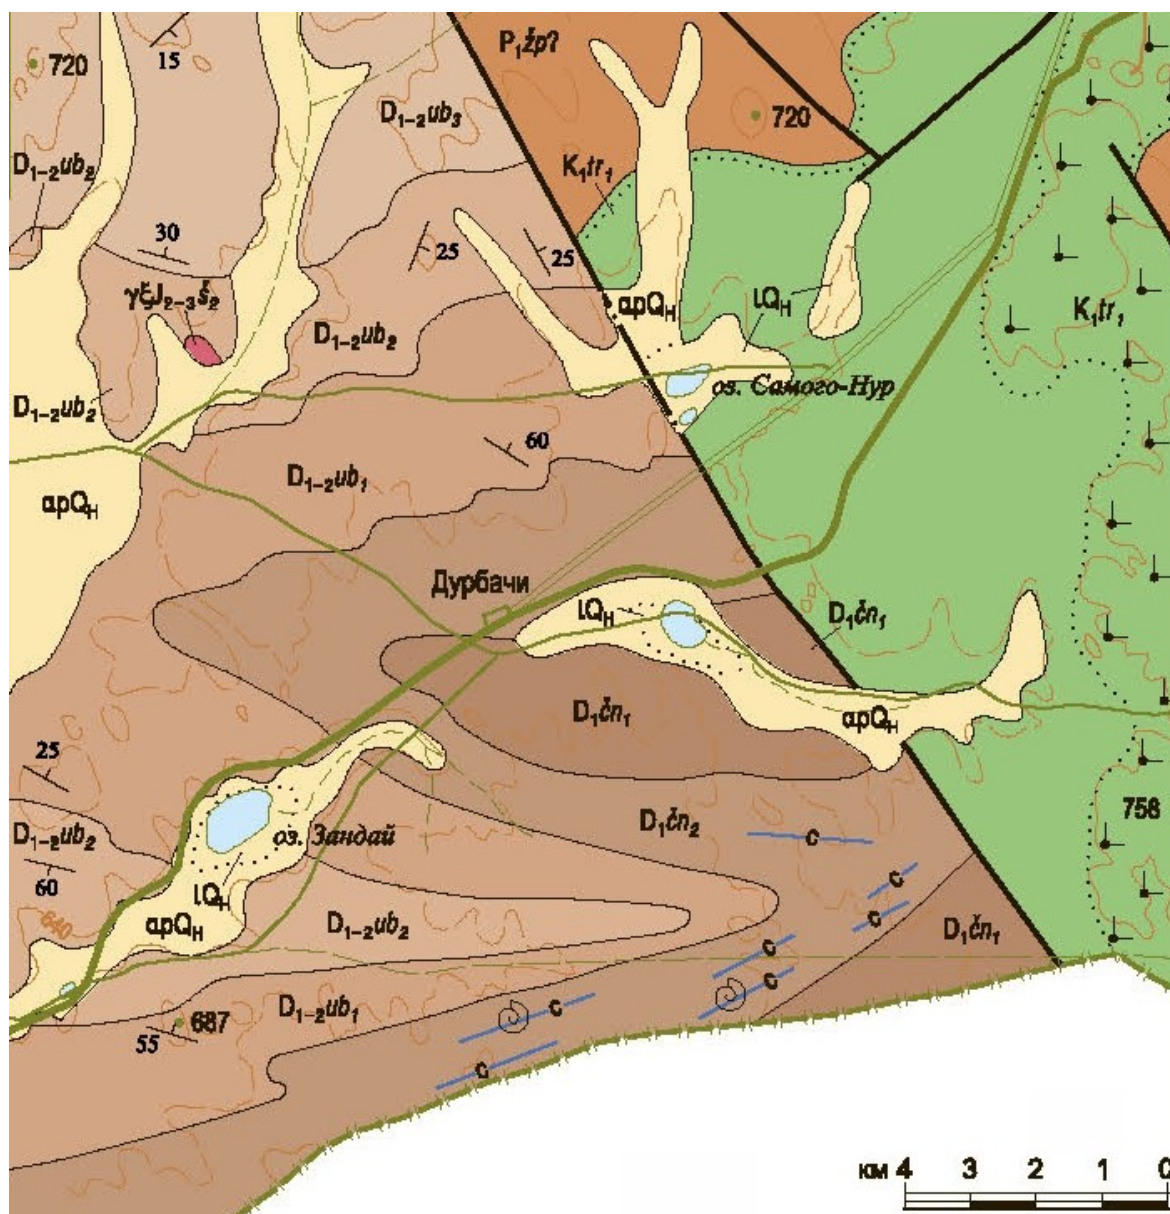 P₁žp?
15
720
D₁₋₂ub₃
720
D₁₋₂ub₂
K₁tr₁
30
25
25
γξJ₂₋₃š₂
apQH
lQH
K₁tr₁
D₁₋₂ub₂
оз. Самого-Нур
D₁₋₂ub₂
60
D₁₋₂ub₁
apQH
Дурбачи
lQH
D₁čn₁
D₁čn₁
apQH
25
758
D₁čn₂
с
D₁₋₂ub₂
оз. Зандай
60
lQH
с
640
apQH
D₁₋₂ub₂
с
D₁čn₁
с
с
D₁₋₂ub₁
с
687
55
с
км 4 3 2 1 0